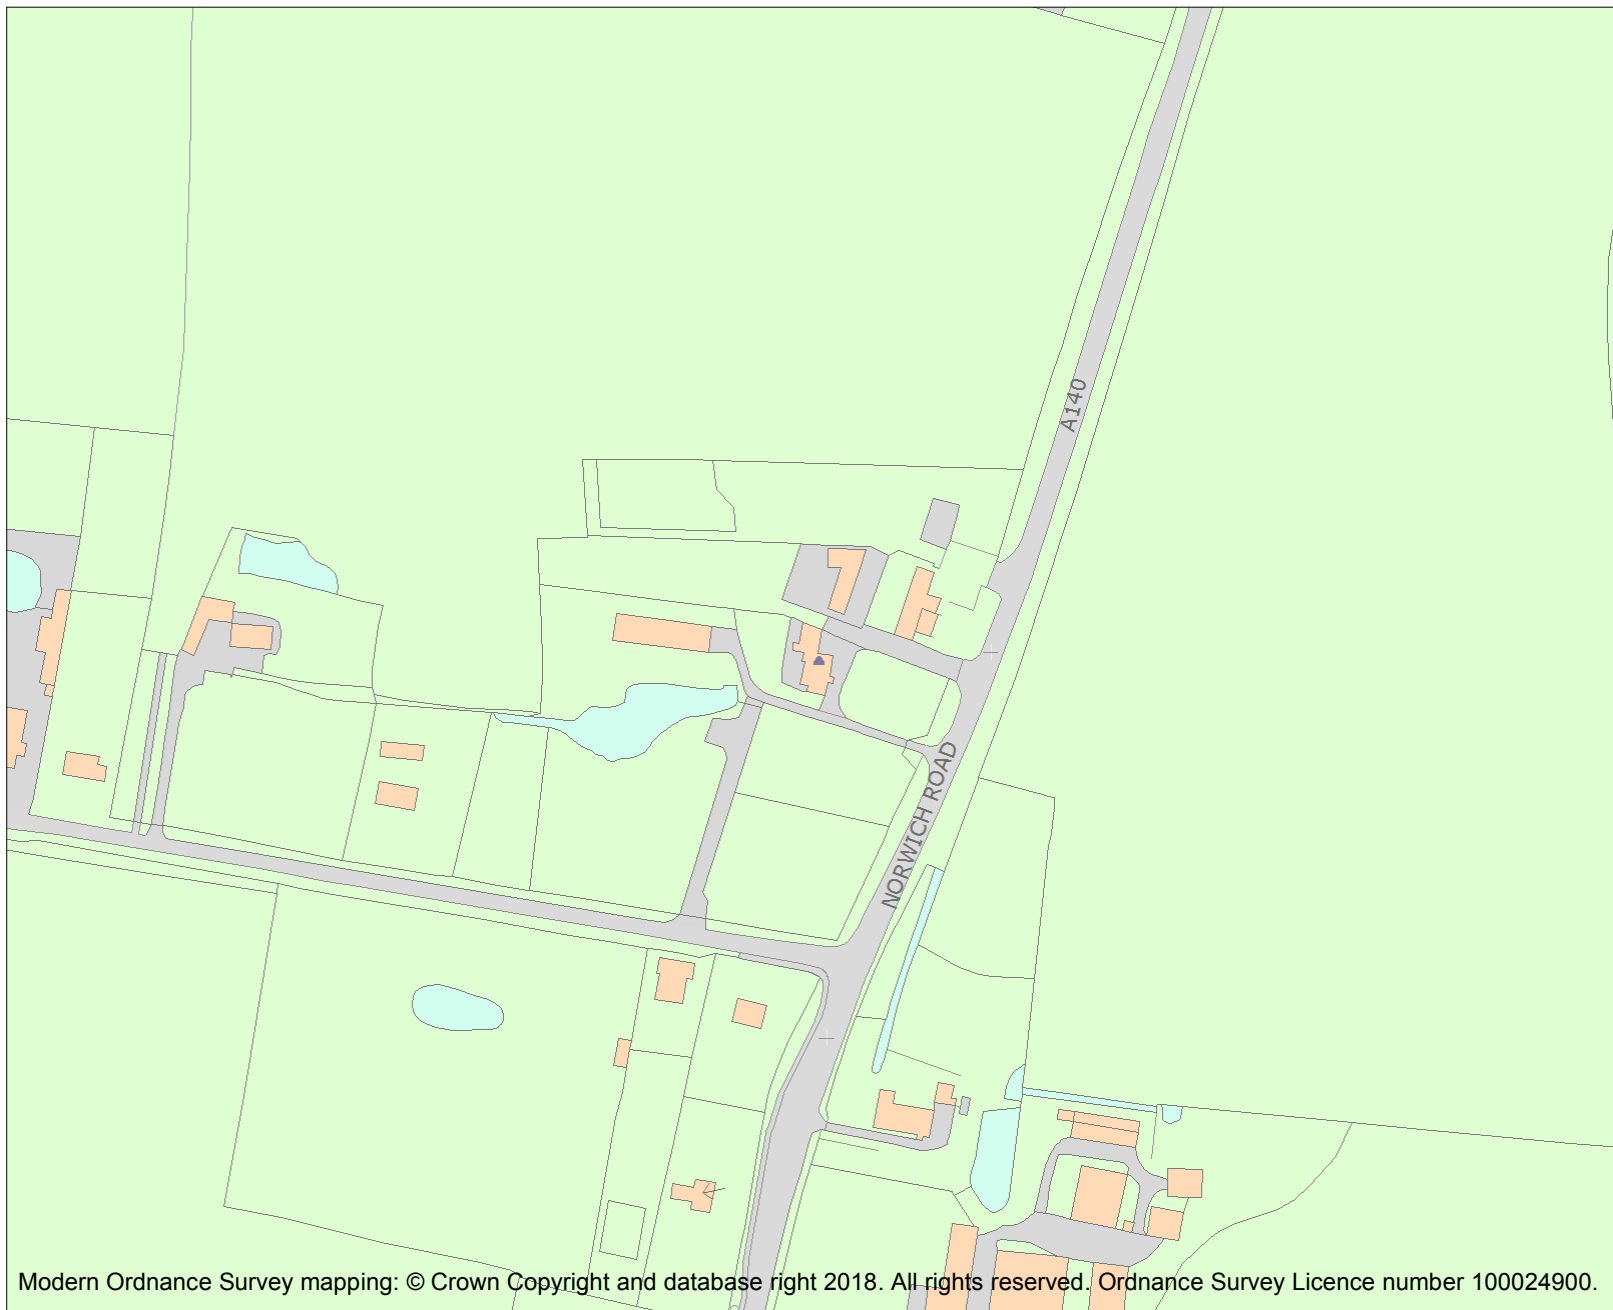 A140
NORWICH ROAD
Modern Ordnance Survey mapping: © Crown Copyright and database right 2018. All rights reserved. Ordnance Survey Licence number 100024900.